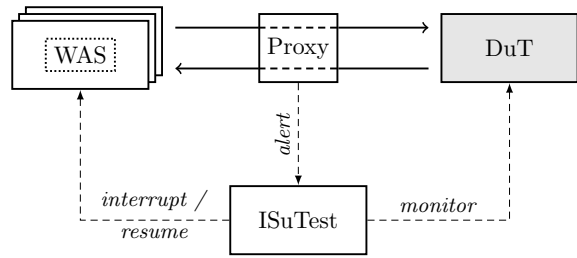 WAS
Proxy
DuT
alert
interrupt /
resume
ISuTest
monitor